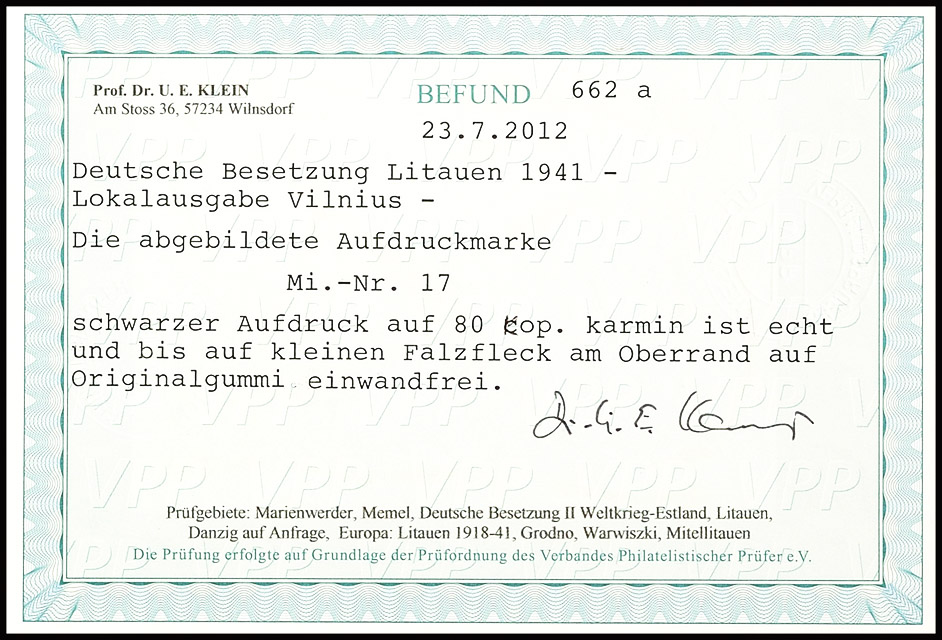 Prof. Dr. U. E. KLEIN
Am Stoss 36, 57234 Wilnsdorf
BEFUND 662 a
23.7.2012
Deutsche Besetzung Litauen 1941 -
Lokalausgabe Vilnius -
Die abgebildete Aufdruckmarke
Mi.-Nr. 17
schwarzer Aufdruck auf 80 Kop. karmin ist echt
und bis auf kleinen Falzfleck am Oberrand auf
Originalgummi einwandfrei.
Dr. U. E. Klein
Prüfgebiete: Marienwerder, Memel, Deutsche Besetzung II Weltkrieg-Estland, Litauen,
Danzig auf Anfrage, Europa: Litauen 1918-41, Grodno, Warwiszki, Mitellitauen
Die Prüfung erfolgte auf Grundlage der Prüfordnung des Verbandes Philatelistischer Prüfer e.V.